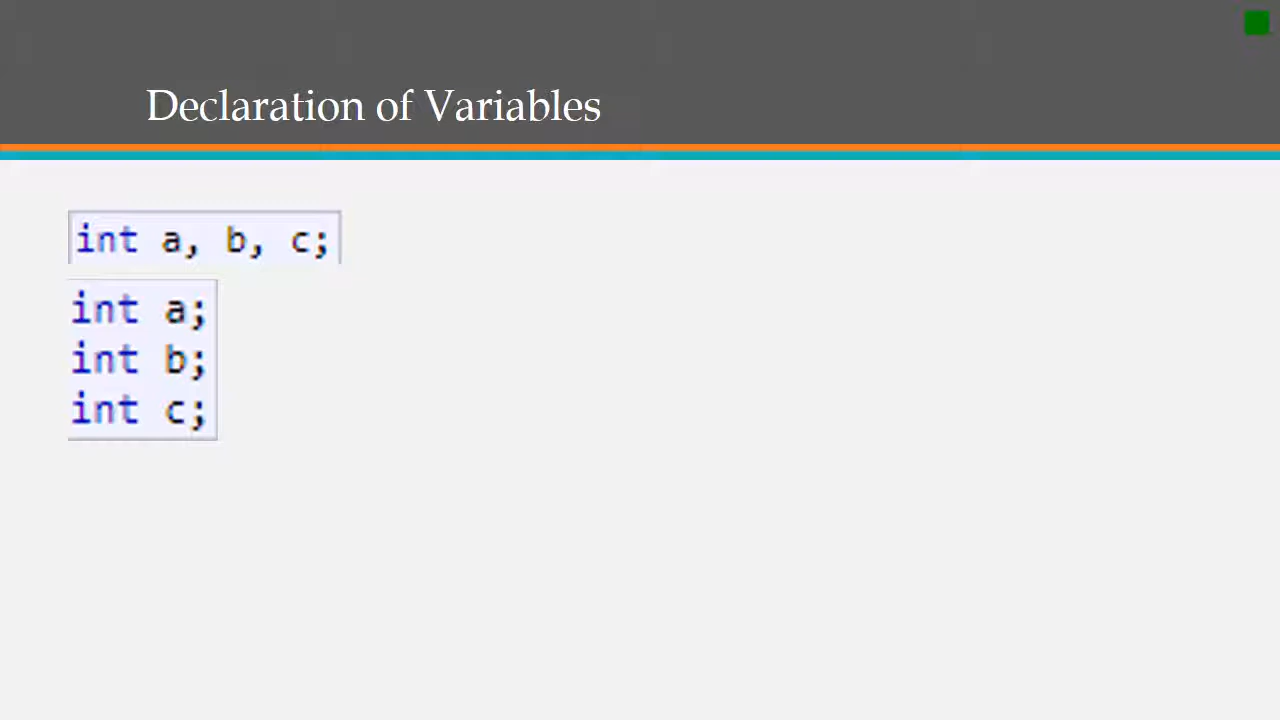 Declaration of Variables
int a, b, c;
int a;
int b;
int c;